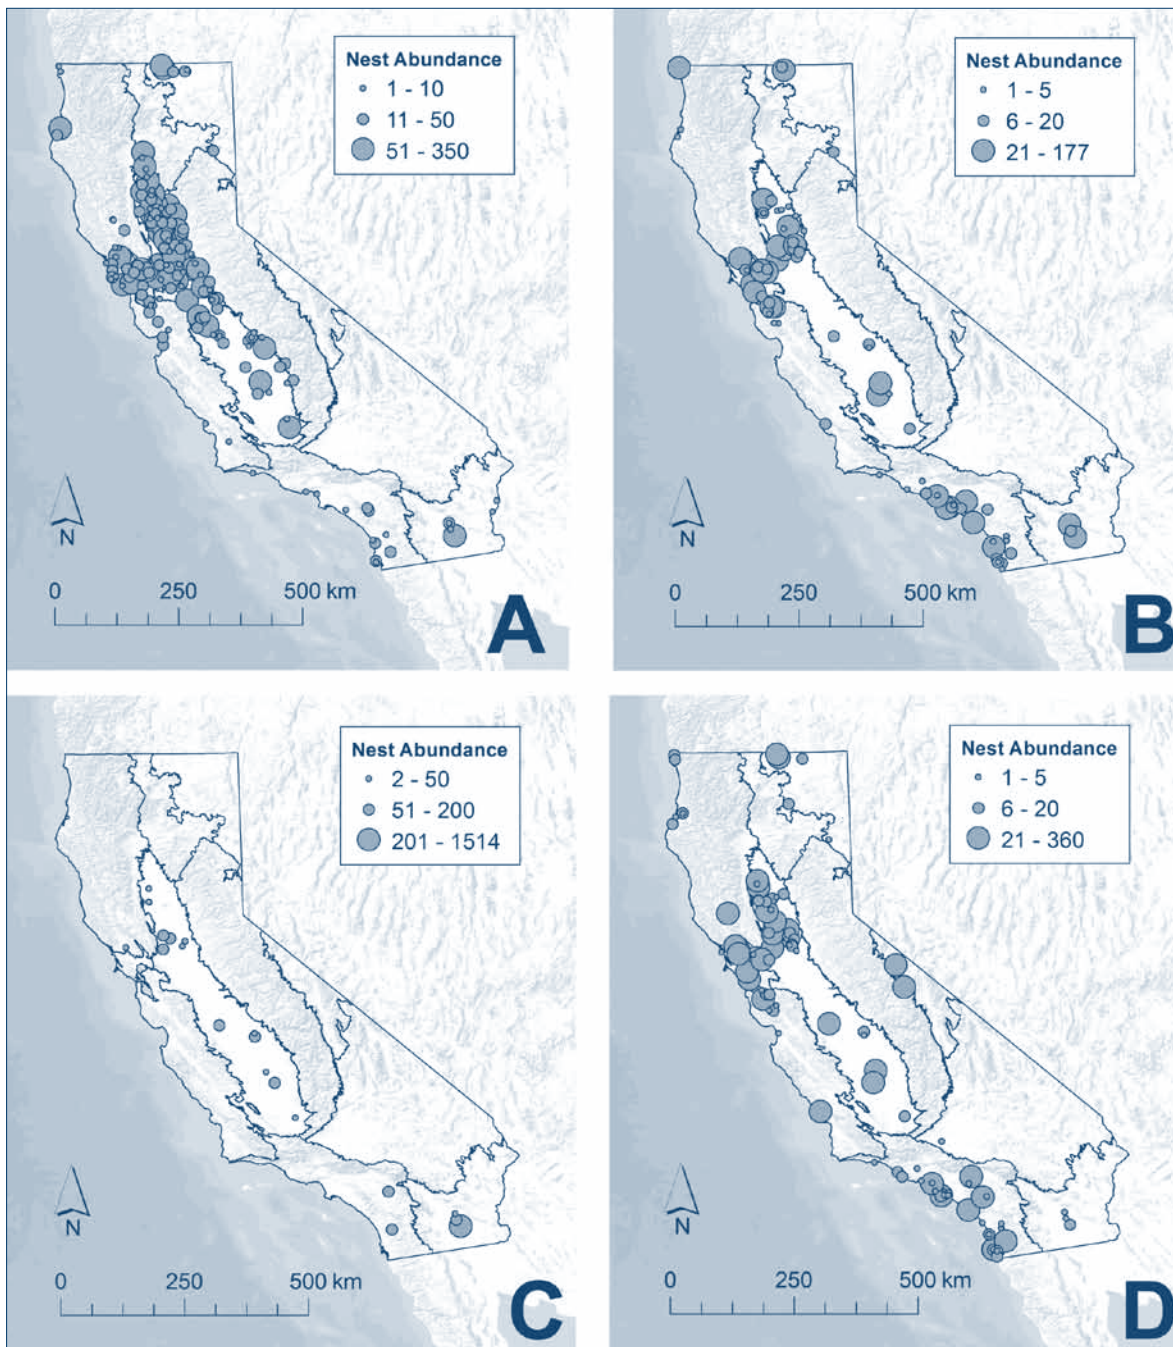 Nest Abundance
1 - 10
11 - 50
51 - 350
N
0 250 500 km
A
Nest Abundance
1 - 5
6 - 20
21 - 177
N
0 250 500 km
B
Nest Abundance
2 - 50
51 - 200
201 - 1514
N
0 250 500 km
C
Nest Abundance
1 - 5
6 - 20
21 - 360
N
0 250 500 km
D